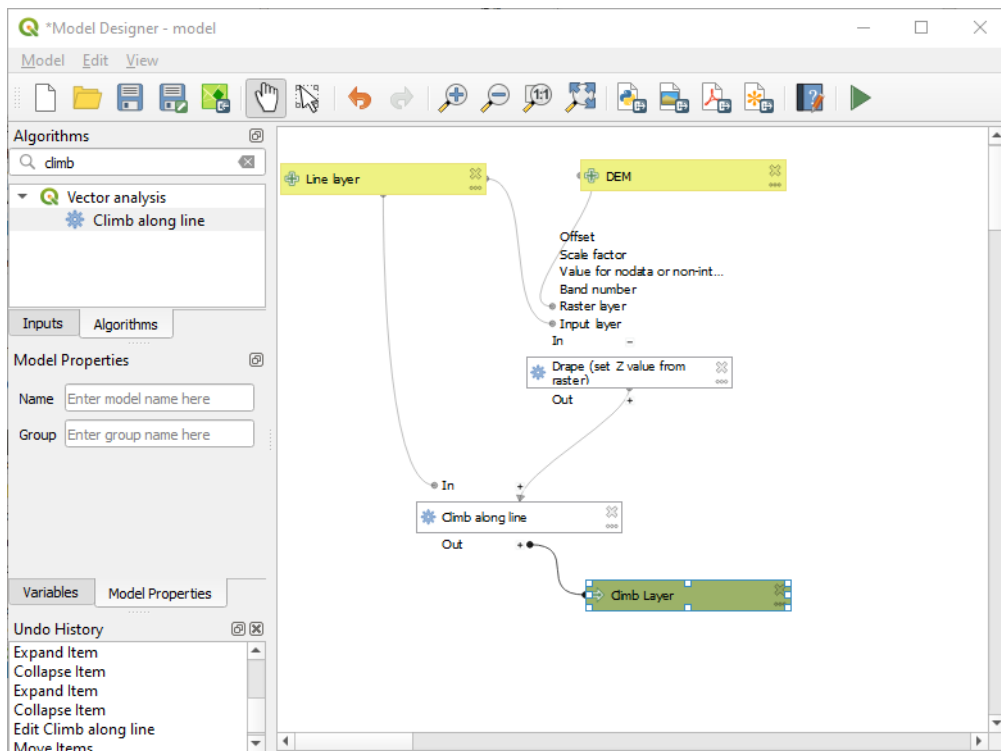 *Model Designer - model
Model Edit View
1:1
Algorithms
climb
Vector analysis
Climb along line
Inputs
Algorithms
Model Properties
Name
Enter model name here
Group
Enter group name here
Variables
Model Properties
Undo History
Expand Item
Collapse Item
Expand Item
Collapse Item
Edit Climb along line
Move Items
Line layer
DEM
Offset
Scale factor
Value for nodata or non-int...
Band number
Raster layer
Input layer
In
Drape (set Z value from
raster)
Out
In
Climb along line
Out
Climb Layer